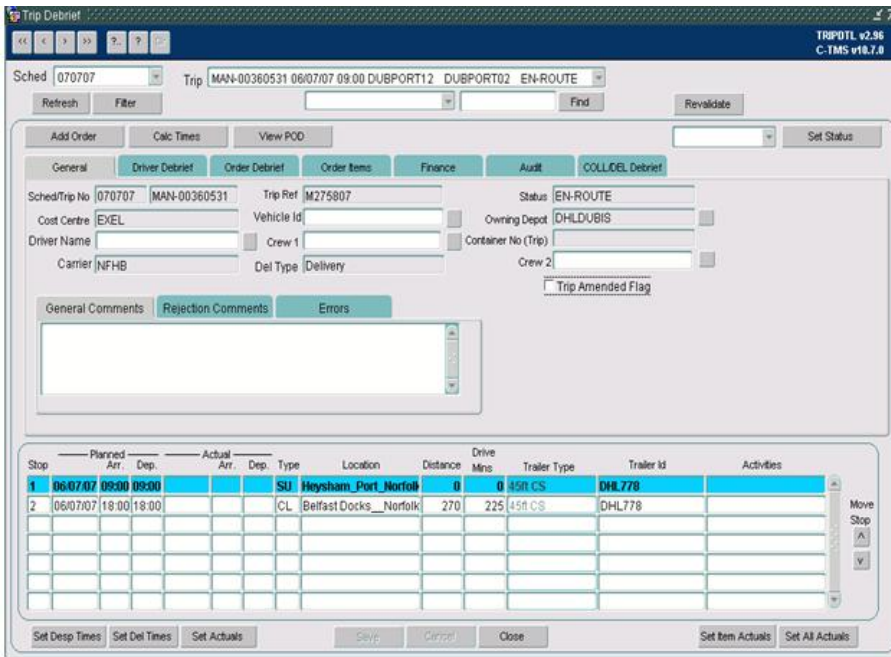 Trip Debrief
<< < > >> ?.. ? TRIPDTL v2.96
C-TMS v10.7.0
Sched 070707 Trip MAN-00360531 06/07/07 09:00 DUBPORT12 DUBPORT02 EN-ROUTE
Refresh Filter Find Revalidate
Add Order Calc Times View POD Set Status
General Driver Debrief Order Debrief Order Items Finance Audit COLL/DEL Debrief
Sched/Trip No 070707 MAN-00360531 Trip Ref M275807 Status EN-ROUTE
Cost Centre EXEL Vehicle Id Owning Depot DHLDUBIS
Driver Name Crew 1 Container No (Trip)
Carrier NFHB Del Type Delivery Crew 2
Trip Amended Flag
General Comments Rejection Comments Errors
Planned Actual Drive
Stop Arr. Dep. Arr. Dep. Type Location Distance Mins Trailer Type Trailer Id Activities
1 06/07/07 09:00 09:00 SU Heysham_Port_Norfolk 0 0 45ft CS DHL778
2 06/07/07 18:00 18:00 CL Belfast Docks__Norfolk 270 225 45ft CS DHL778
Move
Stop
Set Desp Times Set Del Times Set Actuals Save Cancel Close Set Item Actuals Set All Actuals